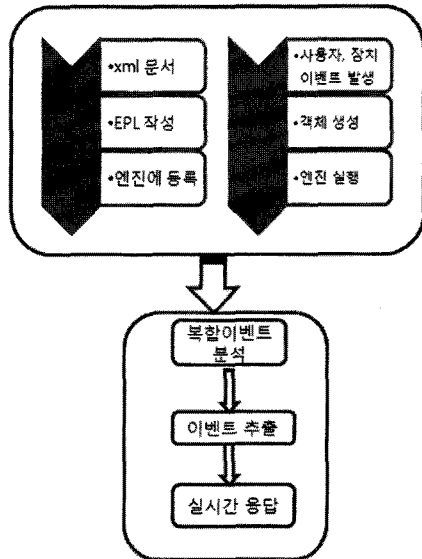 •xml 문서
•EPL 작성
•엔진에 등록
•사용자, 장치
이벤트 발생
•객체 생성
•엔진 실행
복합이벤트
분석
이벤트 추출
실시간 응답